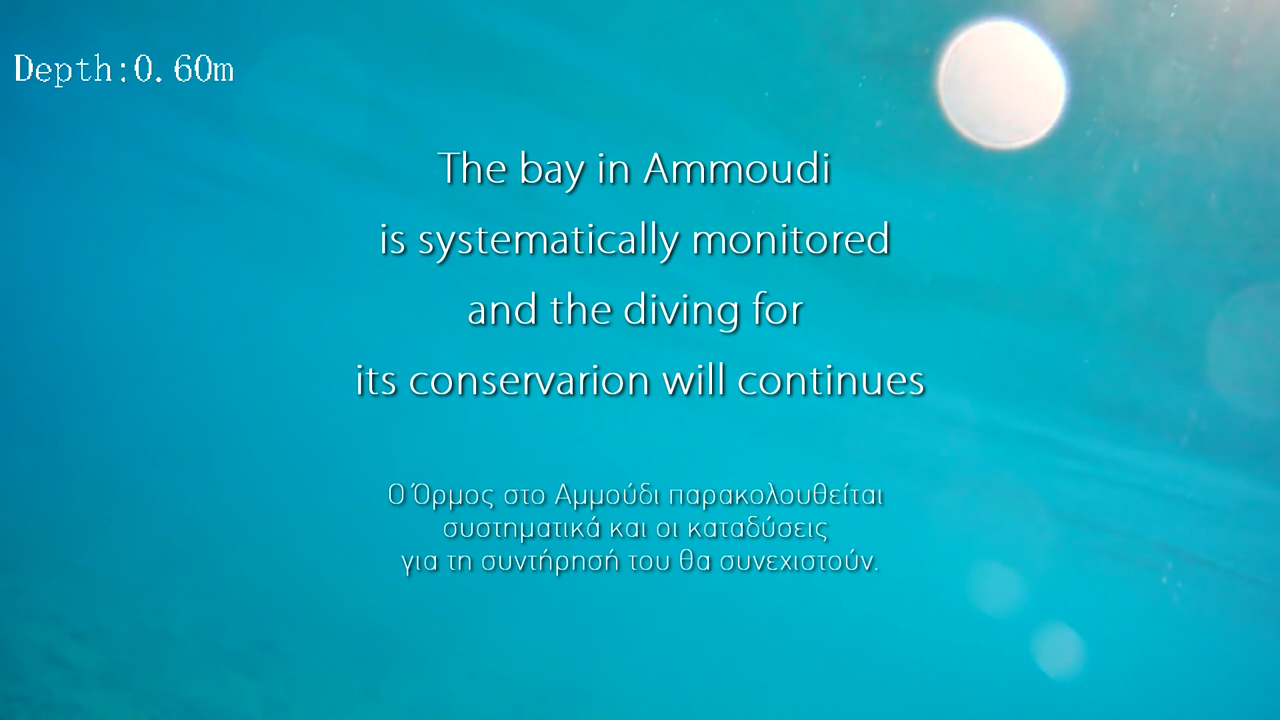 Depth:0.60m
The bay in Ammoudi
is systematically monitored
and the diving for
its conservarion will continues
Ο Όρμος στο Αμμούδι παρακολουθείται
συστηματικά και οι καταδύσεις
για τη συντήρησή του θα συνεχιστούν.